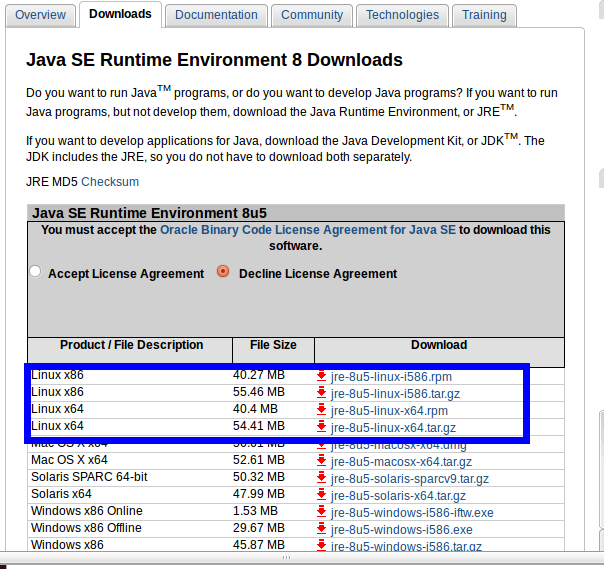 Overview Downloads Documentation Community Technologies Training
Java SE Runtime Environment 8 Downloads
Do you want to run Java™ programs, or do you want to develop Java programs? If you want to run
Java programs, but not develop them, download the Java Runtime Environment, or JRE™.
If you want to develop applications for Java, download the Java Development Kit, or JDK™. The
JDK includes the JRE, so you do not have to download both separately.
JRE MD5 Checksum
Java SE Runtime Environment 8u5
You must accept the Oracle Binary Code License Agreement for Java SE to download this
software.
Accept License Agreement Decline License Agreement
Product / File Description File Size Download
Linux x86 40.27 MB jre-8u5-linux-i586.rpm
Linux x86 55.46 MB jre-8u5-linux-i586.tar.gz
Linux x64 40.4 MB jre-8u5-linux-x64.rpm
Linux x64 54.41 MB jre-8u5-linux-x64.tar.gz
Mac OS X x64 MB jre-8u5-macosx-x64.dmg
Mac OS X x64 52.61 MB jre-8u5-macosx-x64.tar.gz
Solaris SPARC 64-bit 50.32 MB jre-8u5-solaris-sparcv9.tar.gz
Solaris x64 47.99 MB jre-8u5-solaris-x64.tar.gz
Windows x86 Online 1.53 MB jre-8u5-windows-i586-iftw.exe
Windows x86 Offline 29.67 MB jre-8u5-windows-i586.exe
Windows x86 45.87 MB jre-8u5-windows-i586.tar.gz